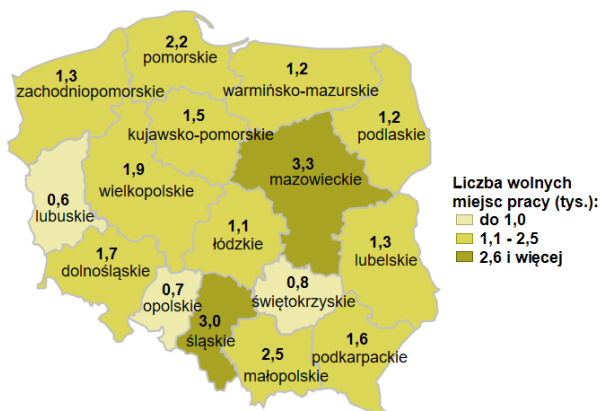 2,2
pomorskie
1,3
zachodniopomorskie
1,2
warmińsko-mazurskie
1,5
kujawsko-pomorskie
1,2
podlaskie
3,3
mazowieckie
1,9
wielkopolskie
0,6
lubuskie
1,1
łódzkie
1,3
lubelskie
1,7
dolnośląskie
0,7
opolskie
3,0
śląskie
0,8
świętokrzyskie
2,5
małopolskie
1,6
podkarpackie
Liczba wolnych
miejsc pracy (tys.):
do 1,0
1,1 - 2,5
2,6 i więcej